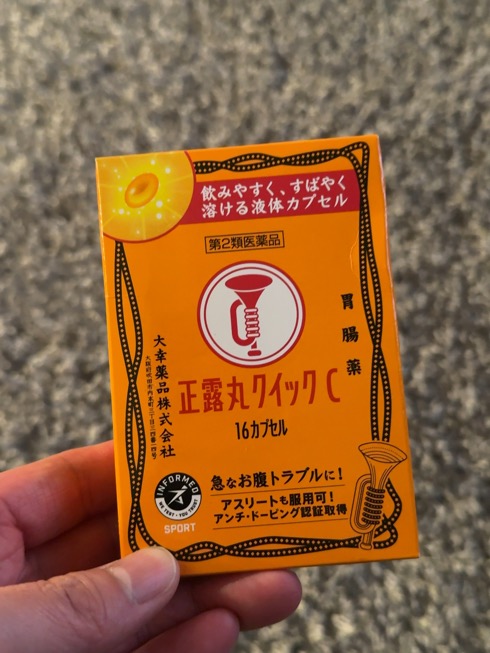 飲みやすく、すばやく
溶ける液体カプセル
第2類医薬品
胃腸薬
正露丸クイックC
16カプセル
大幸薬品株式会社
急なお腹トラブルに!
アスリートも服用可!
アンチ・ドーピング認証取得
INFORMED
WE TEST • YOU TRUST
SPORT